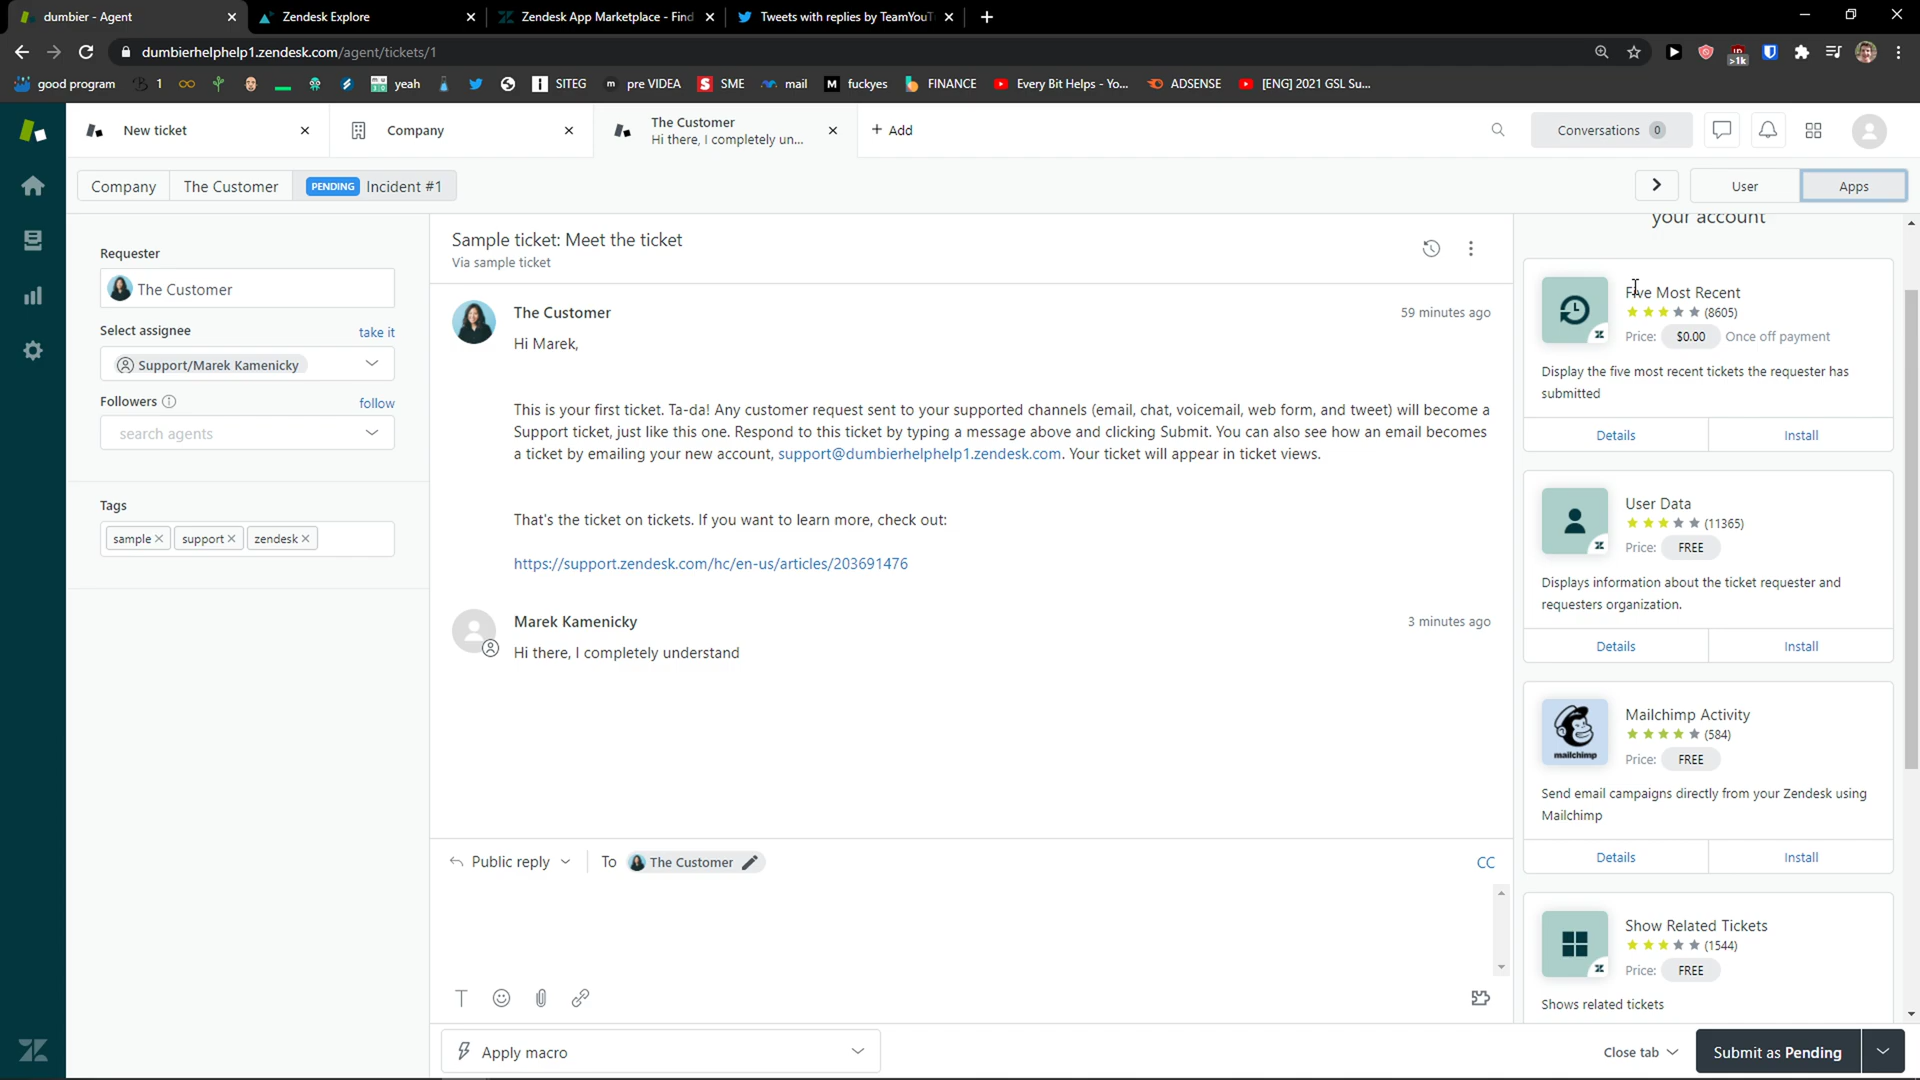 dumbier - Agent
Zendesk Explore
Zendesk App Marketplace - Find
Tweets with replies by TeamYouT
dumbierhelphelp1.zendesk.com/agent/tickets/1
>1k
good program
1
yeah
SITEG
pre VIDEA
SME
mail
fuckyes
FINANCE
Every Bit Helps - Yo...
ADSENSE
[ENG] 2021 GSL Su...
New ticket
Company
The Customer
Hi there, I completely un...
+ Add
Conversations 0
Company
The Customer
PENDING Incident #1
User
Apps
Requester
The Customer
Select assignee
take it
Support/Marek Kamenicky
Followers
follow
search agents
Tags
sample
support
zendesk
Sample ticket: Meet the ticket
Via sample ticket
The Customer
59 minutes ago
Hi Marek,
This is your first ticket. Ta-da! Any customer request sent to your supported channels (email, chat, voicemail, web form, and tweet) will become a
Support ticket, just like this one. Respond to this ticket by typing a message above and clicking Submit. You can also see how an email becomes
a ticket by emailing your new account, support@dumbierhelphelp1.zendesk.com. Your ticket will appear in ticket views.
That's the ticket on tickets. If you want to learn more, check out:
https://support.zendesk.com/hc/en-us/articles/203691476
Marek Kamenicky
3 minutes ago
Hi there, I completely understand
Public reply
To
The Customer
CC
Apply macro
your account
Five Most Recent
(8605)
Price: $0.00 Once off payment
Display the five most recent tickets the requester has
submitted
Details
Install
User Data
(11365)
Price: FREE
Displays information about the ticket requester and
requesters organization.
Details
Install
mailchimp
Mailchimp Activity
(584)
Price: FREE
Send email campaigns directly from your Zendesk using
Mailchimp
Details
Install
Show Related Tickets
(1544)
Price: FREE
Shows related tickets
Close tab
Submit as Pending